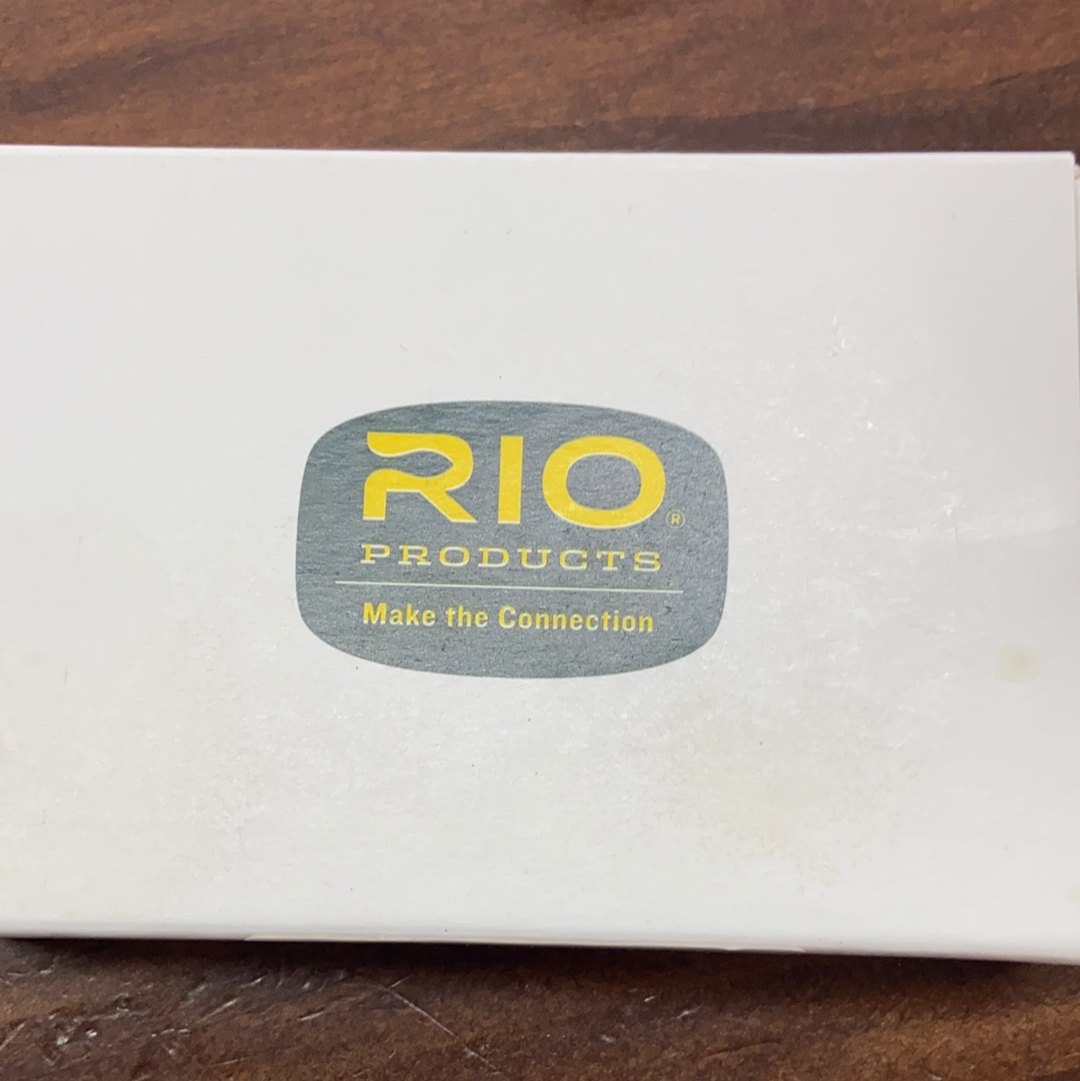 RIO®
PRODUCTS
Make the Connection